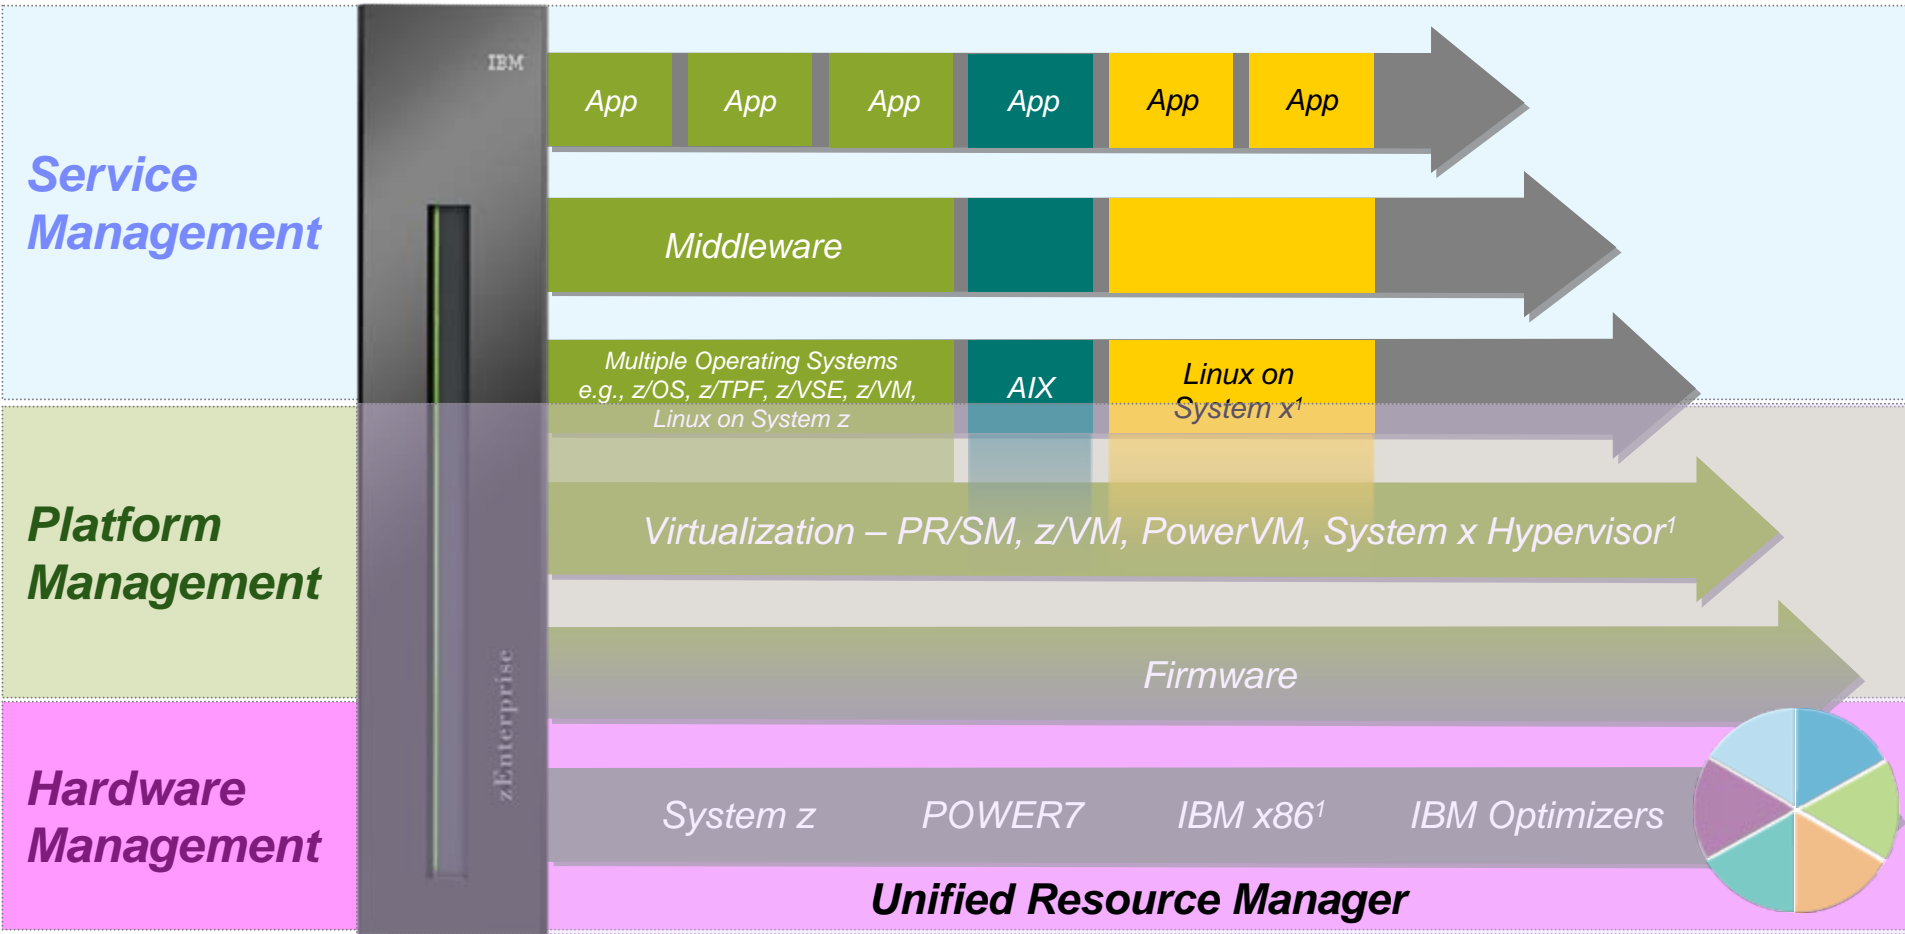 IBM
App App App App App App
Service
Management
Middleware
Multiple Operating Systems
e.g., z/OS, z/TPF, z/VSE, z/VM,
Linux on System z
AIX
Linux on
System x¹
Platform
Management
Virtualization – PR/SM, z/VM, PowerVM, System x Hypervisor¹
Firmware
zEnterprise
Hardware
Management
System z POWER7 IBM x86¹ IBM Optimizers
Unified Resource Manager